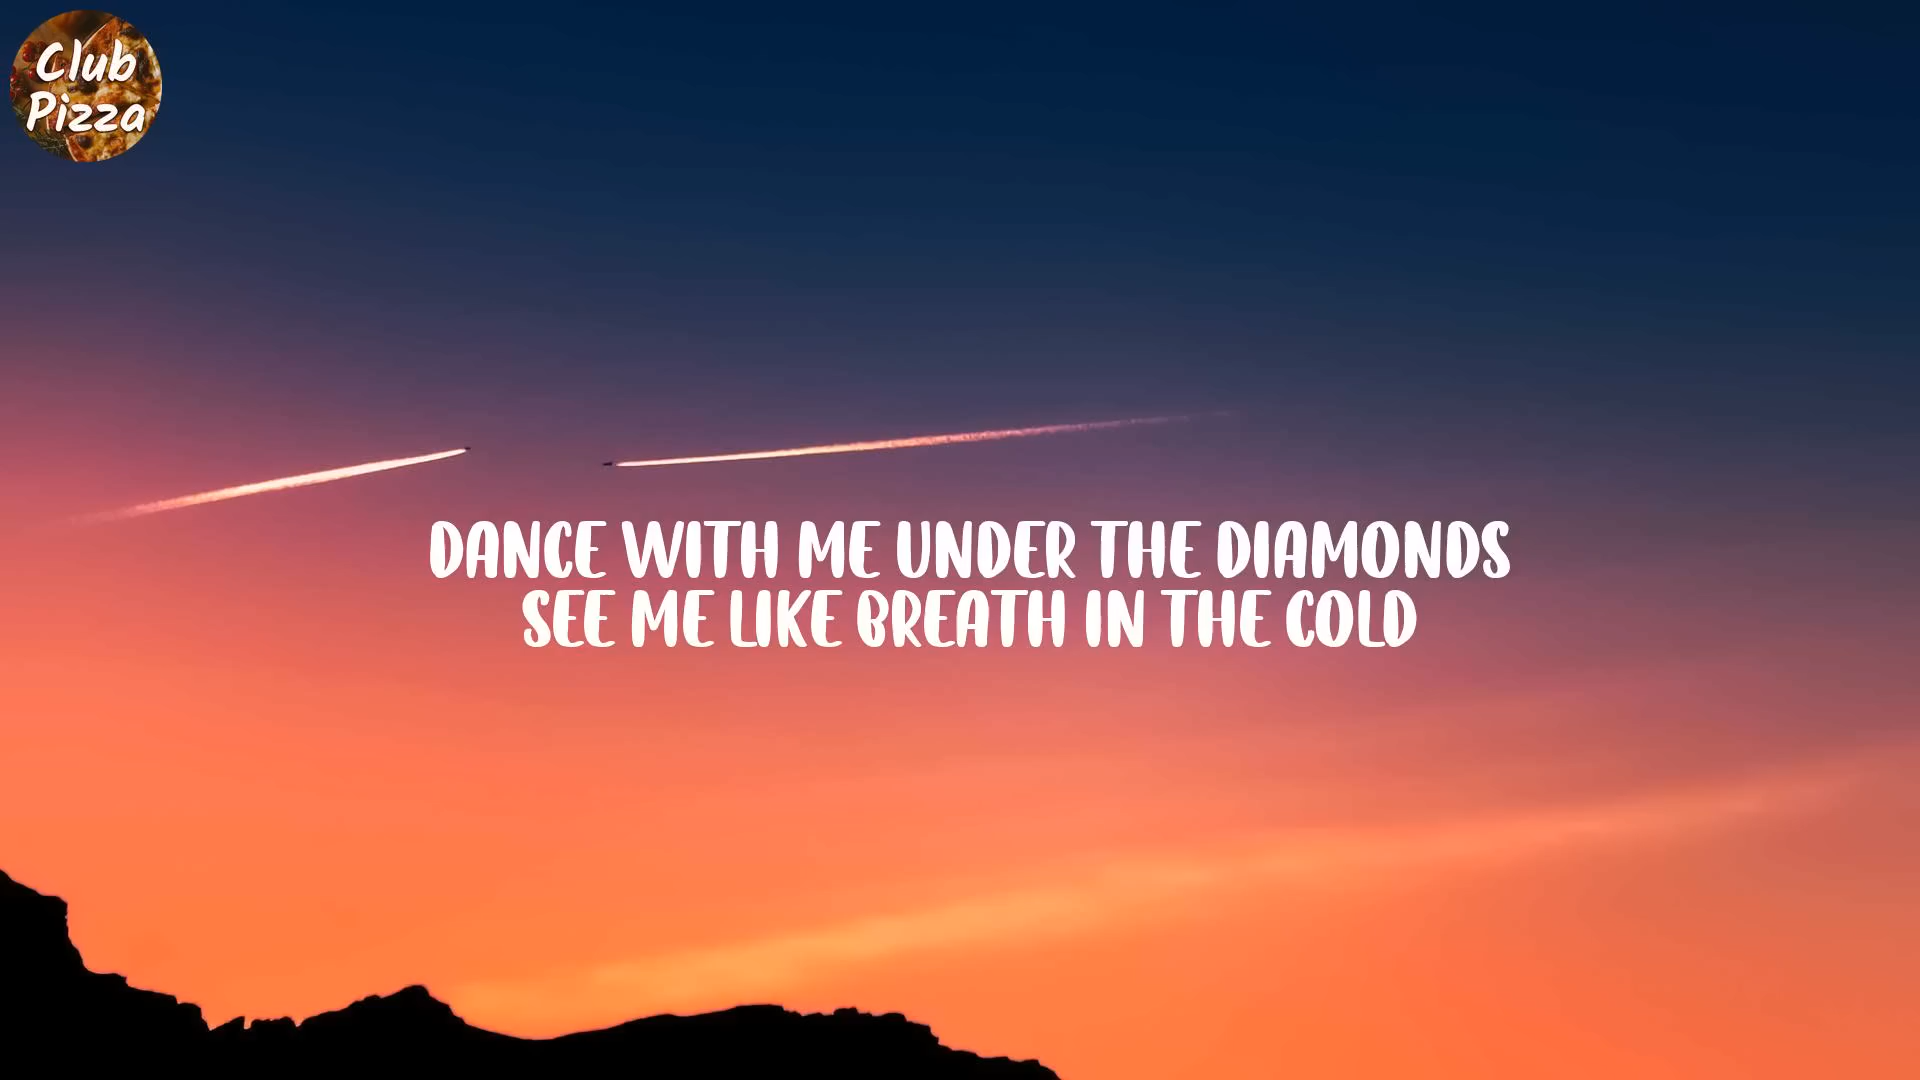 Club
Pizza
DANCE WITH ME UNDER THE DIAMONDS
SEE ME LIKE BREATH IN THE COLD